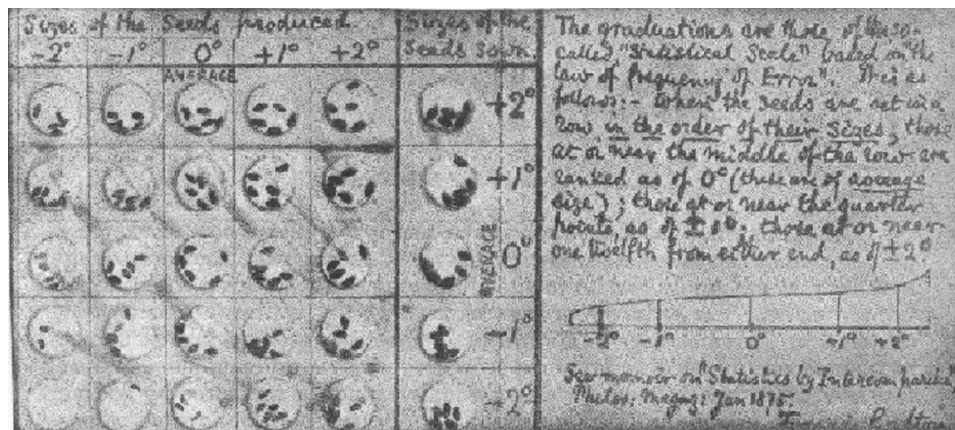 Sizes of the Seeds produced.
-2° -1° 0° +1° +2°
AVERAGE
Sizes of the
Seeds Sown.
+2°
+1°
AVERAGE 0°
-1°
-2°
The graduations are those of the so-
called "Statistical Scale" based on the
law of frequency of Error". It is as
follows:- When the seeds are set in a
row in the order of their sizes, those
at or near the middle of the row are
ranked as of 0° (these are of average
size); those at or near the quarter
points, as of ±1°; those at or near
one twelfth from either end, as of ±2°
-2° -1° 0° +1° +2°
See memoir on "Statistics by Intercomparison",
Philos: Magaz: Jan 1875.
Francis Galton